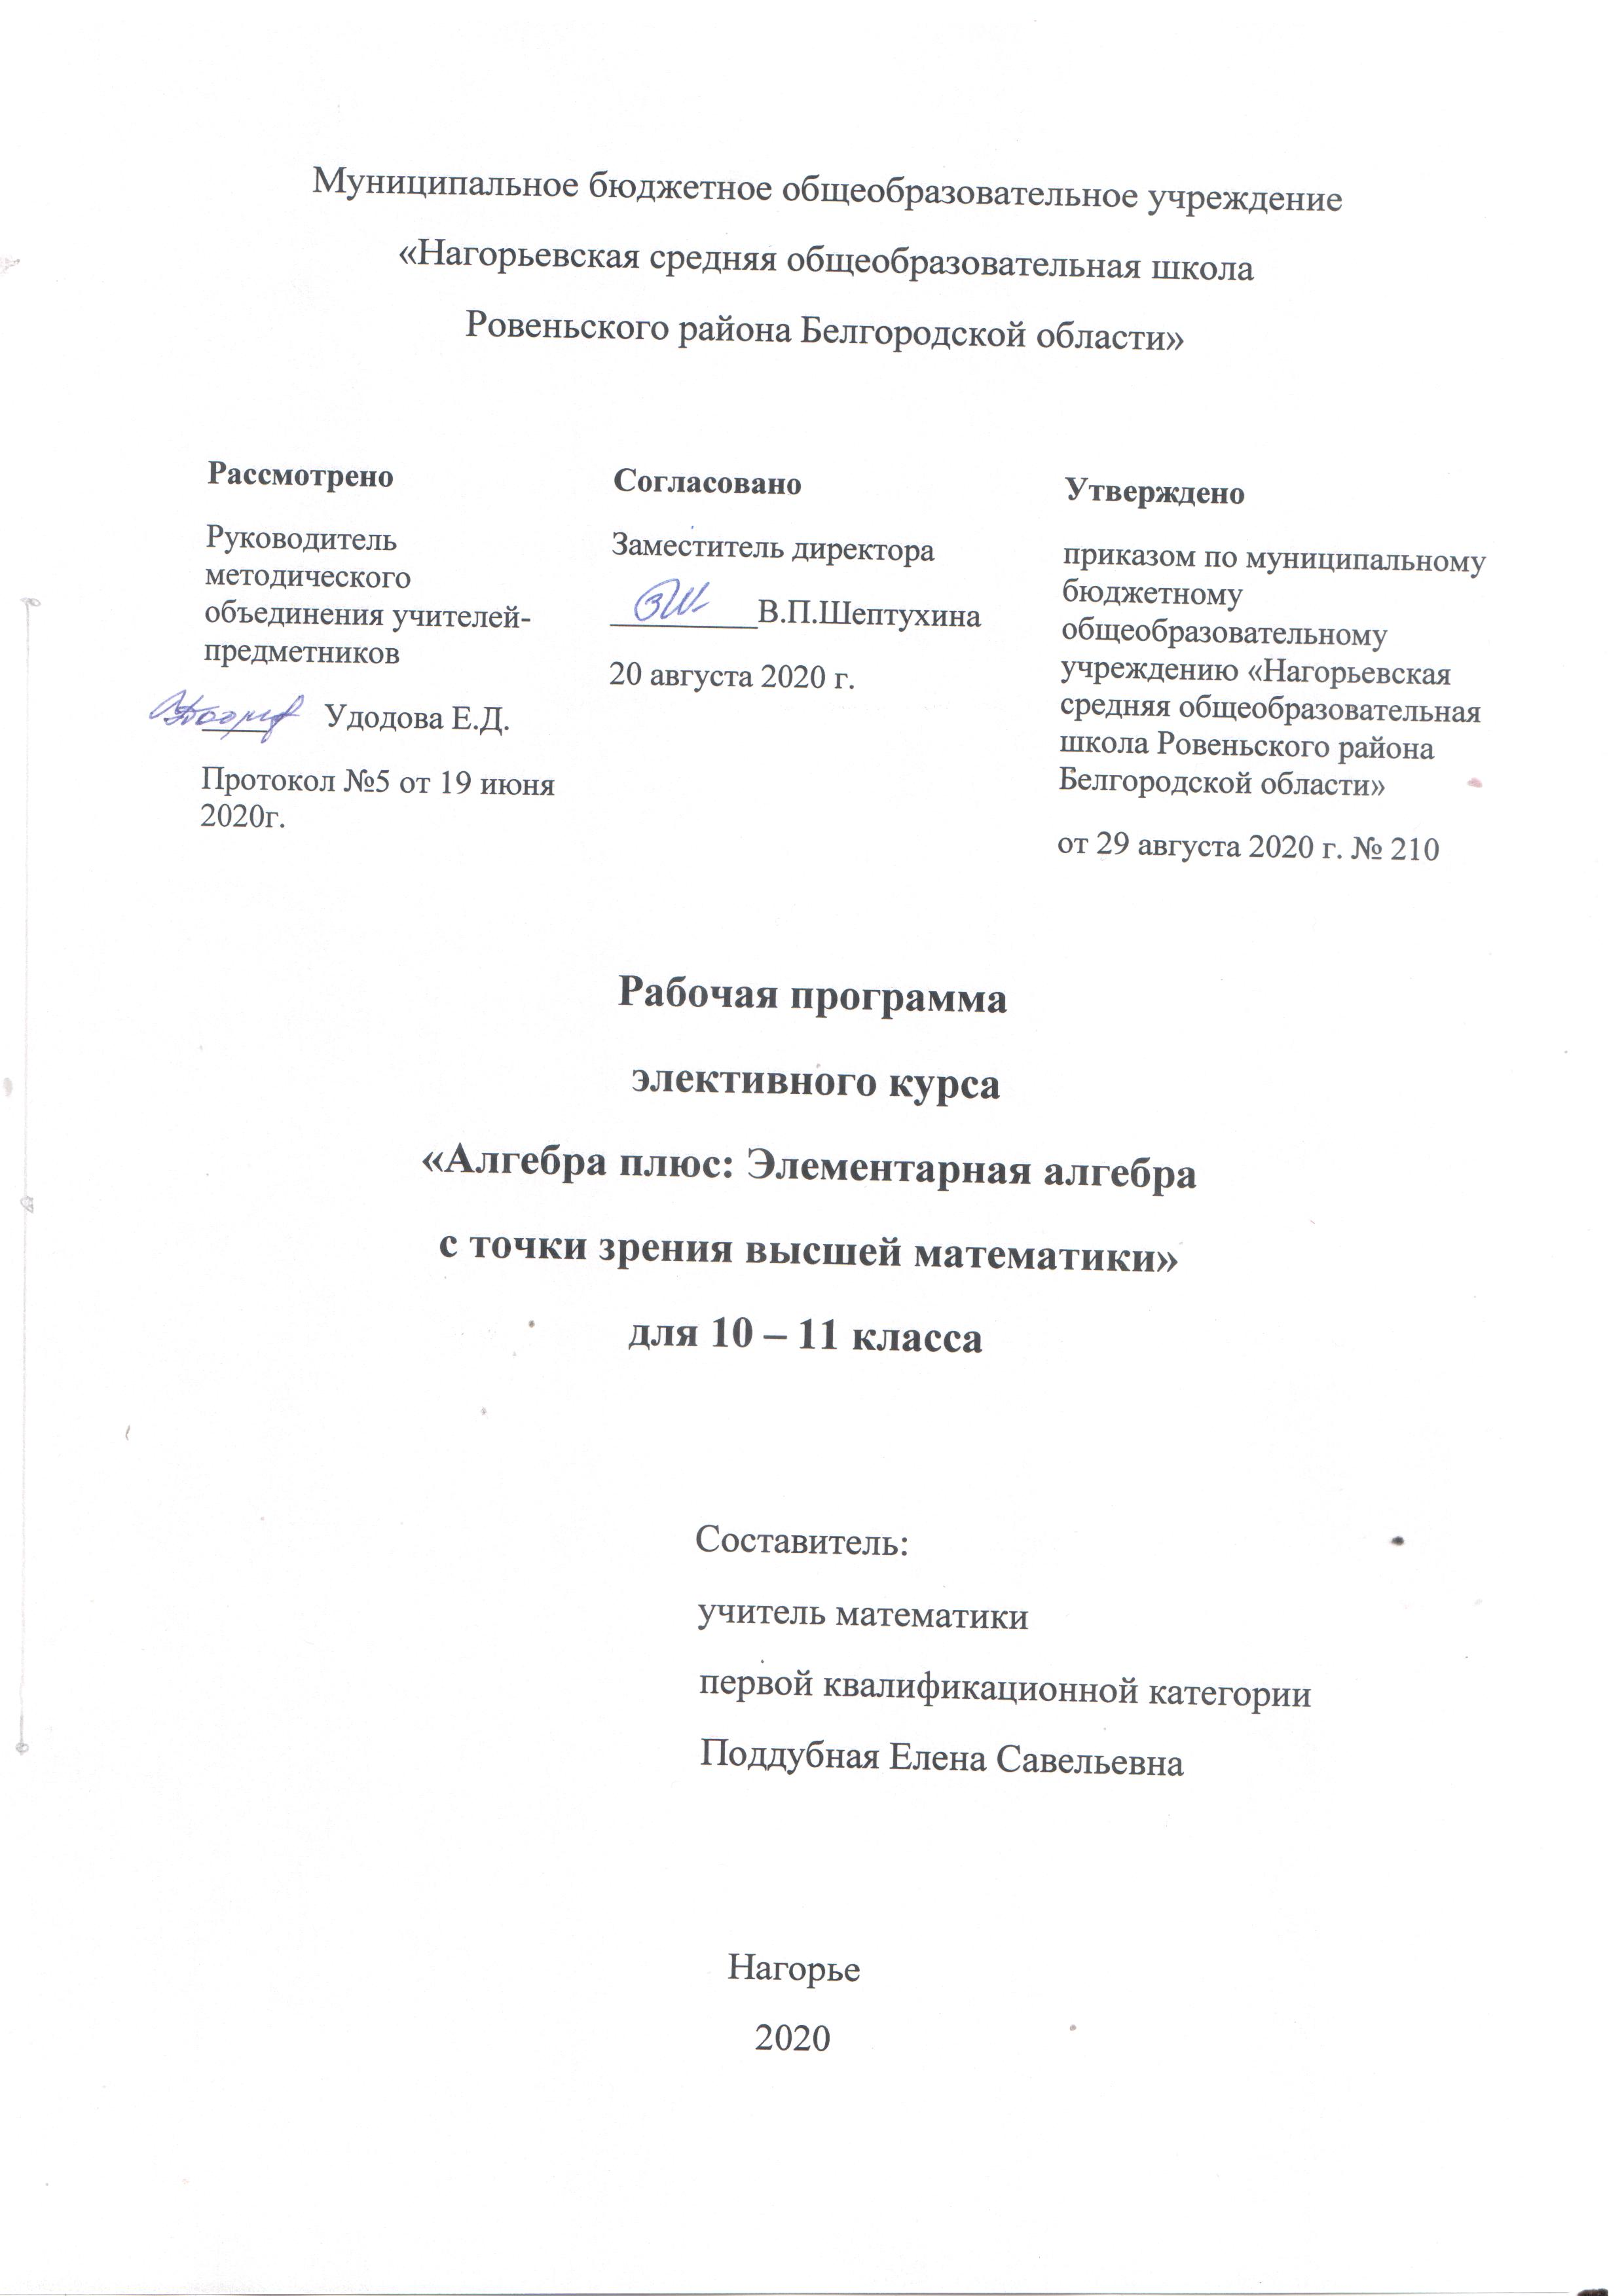 Муниципальное бюджетное общеобразовательное учреждение
«Нагорьевская средняя общеобразовательная школа
Ровеньского района Белгородской области»
Рассмотрено
Руководитель
методического
объединения учителей-
предметников
Удодова Е.Д.
Протокол №5 от 19 июня
2020г.
Согласовано
Заместитель директора
В.П.Шептухина
20 августа 2020 г.
Утверждено
приказом по муниципальному
бюджетному
общеобразовательному
учреждению «Нагорьевская
средняя общеобразовательная
школа Ровеньского района
Белгородской области»
от 29 августа 2020 г. № 210
Рабочая программа
элективного курса
«Алгебра плюс: Элементарная алгебра
с точки зрения высшей математики»
для 10 – 11 класса
Составитель:
учитель математики
первой квалификационной категории
Поддубная Елена Савельевна
Нагорье
2020